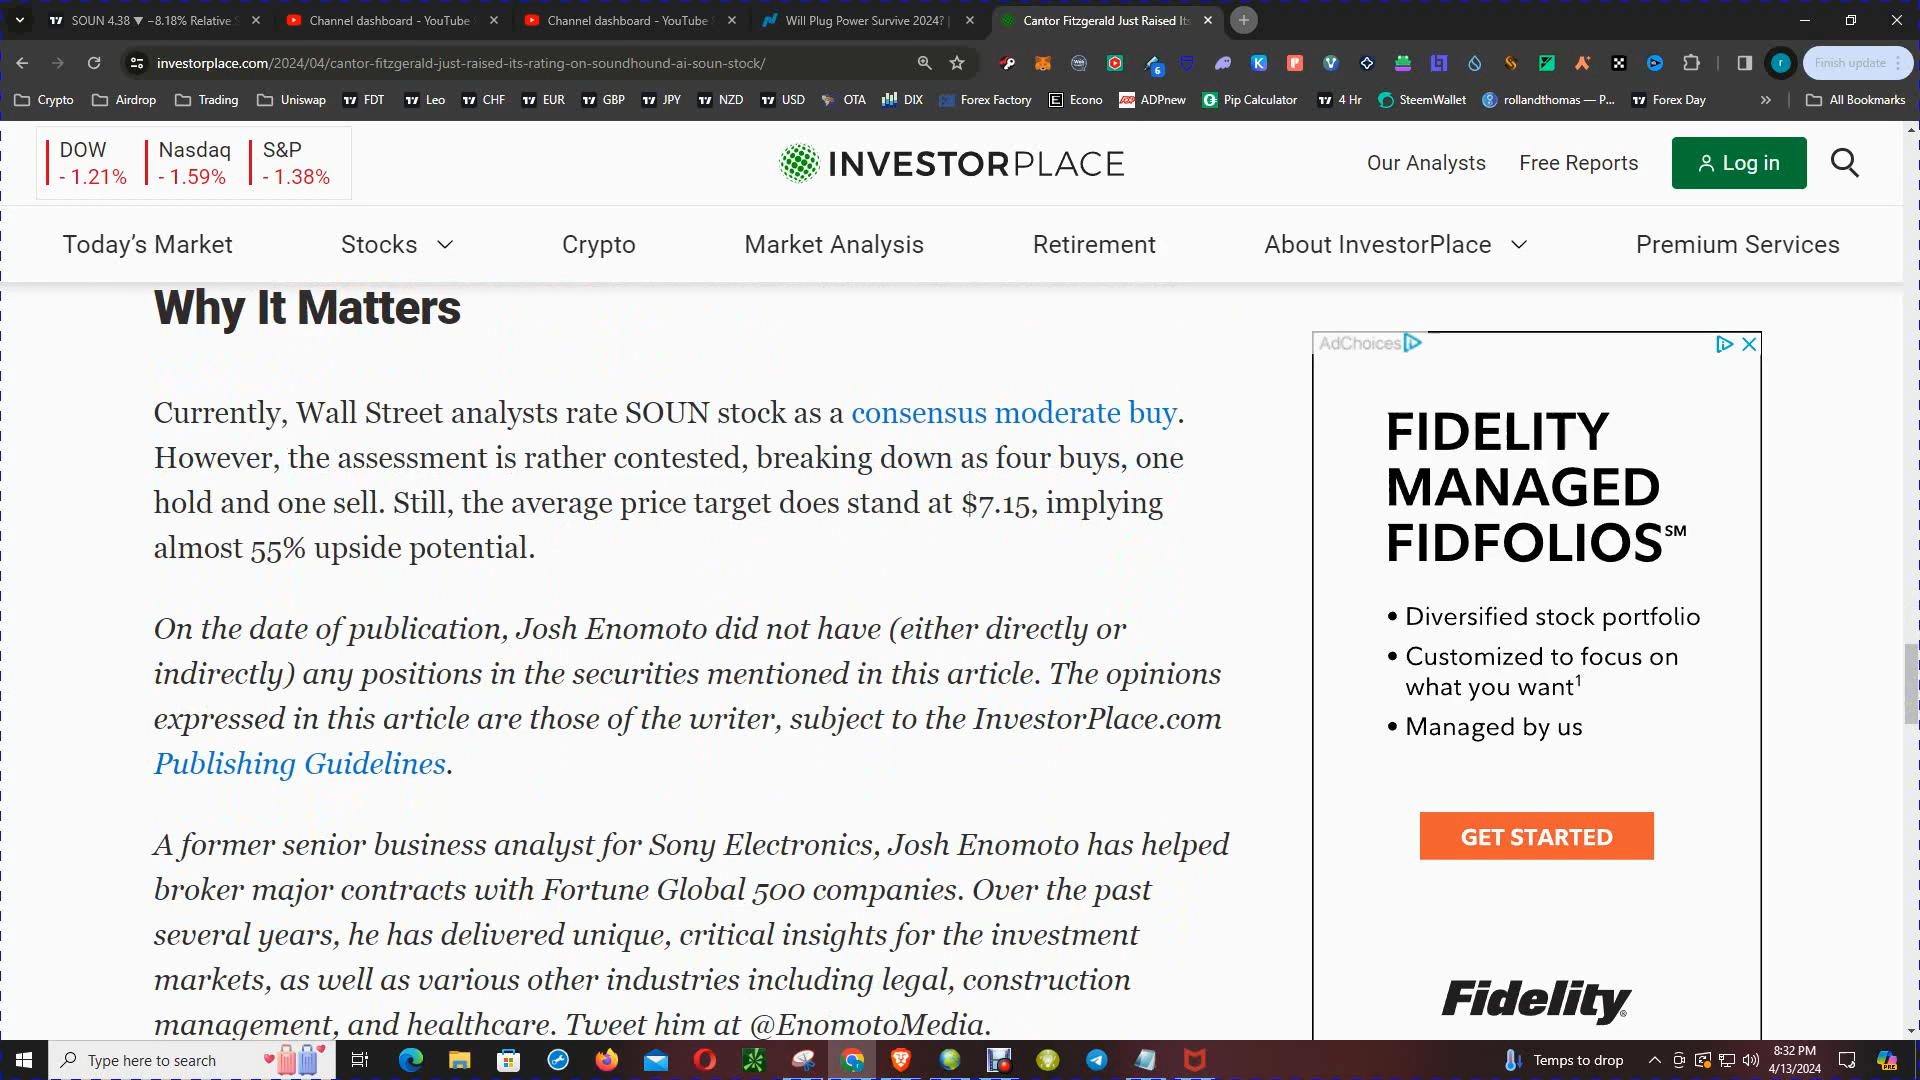 SOUN 4.38 ▼ −8.18% Relative S
Channel dashboard - YouTube
Channel dashboard - YouTube
Will Plug Power Survive 2024? |
Cantor Fitzgerald Just Raised Its
investorplace.com/2024/04/cantor-fitzgerald-just-raised-its-rating-on-soundhound-ai-soun-stock/
6
Finish update
Crypto
Airdrop
Trading
Uniswap
FDT
Leo
CHF
EUR
GBP
JPY
NZD
USD
OTA
DIX
Forex Factory
Econo
ADPnew
Pip Calculator
4 Hr
SteemWallet
rollandthomas — P...
Forex Day
»
All Bookmarks
DOW
- 1.21%
Nasdaq
- 1.59%
S&P
- 1.38%
INVESTORPLACE
Our Analysts
Free Reports
Log in
Today's Market
Stocks
Crypto
Market Analysis
Retirement
About InvestorPlace
Premium Services
Why It Matters
Currently, Wall Street analysts rate SOUN stock as a consensus moderate buy.
However, the assessment is rather contested, breaking down as four buys, one
hold and one sell. Still, the average price target does stand at $7.15, implying
almost 55% upside potential.
On the date of publication, Josh Enomoto did not have (either directly or
indirectly) any positions in the securities mentioned in this article. The opinions
expressed in this article are those of the writer, subject to the InvestorPlace.com
Publishing Guidelines.
A former senior business analyst for Sony Electronics, Josh Enomoto has helped
broker major contracts with Fortune Global 500 companies. Over the past
several years, he has delivered unique, critical insights for the investment
markets, as well as various other industries including legal, construction
management, and healthcare. Tweet him at @EnomotoMedia.
AdChoices
FIDELITY
MANAGED
FIDFOLIOS℠
• Diversified stock portfolio
• Customized to focus on
what you want¹
• Managed by us
GET STARTED
Fidelity
Type here to search
Temps to drop
8:32 PM
4/13/2024